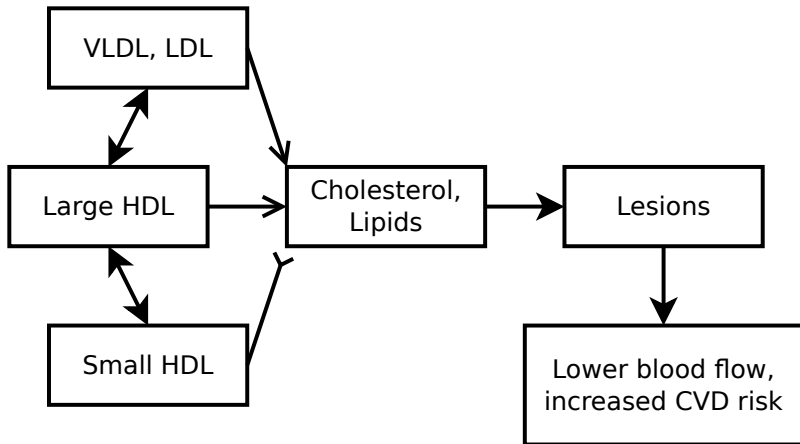 VLDL, LDL
Large HDL
Small HDL
Cholesterol,
Lipids
Lesions
Lower blood flow,
increased CVD risk